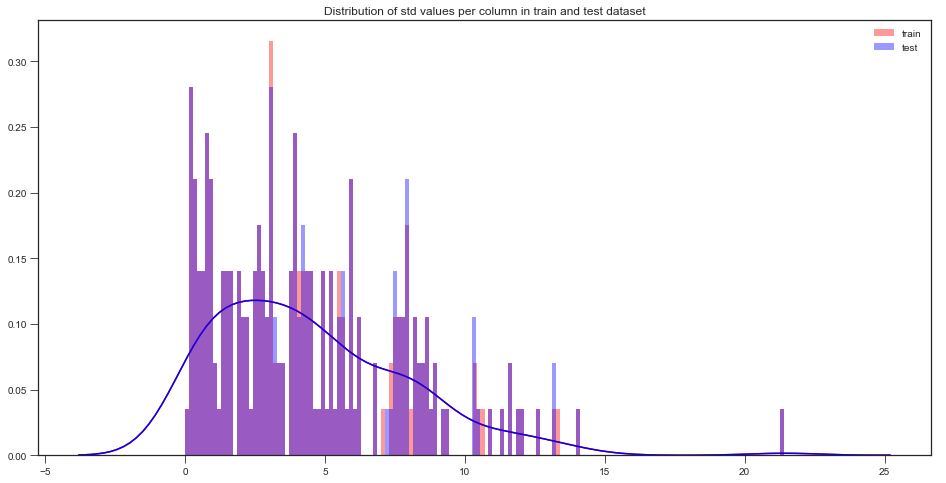 Distribution of std values per column in train and test dataset
train
test
0.30
0.25
0.20
0.15
0.10
0.05
0.00
−5 0 5 10 15 20 25